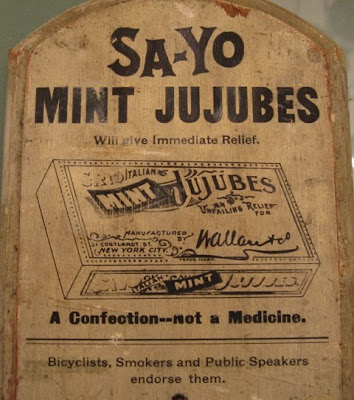 SA-YO
MINT JUJUBES
Will give Immediate Relief.
ITALIAN
MINT JUJUBES
AN
UNFAILING RELIEF
FOR
MANUFACTURED
BY
CORTLANDT ST.
NEW YORK CITY.
Wallace & Co
TRADE MARK
MINT JUJUBES
A Confection--not a Medicine.
Bicyclists, Smokers and Public Speakers
endorse them.